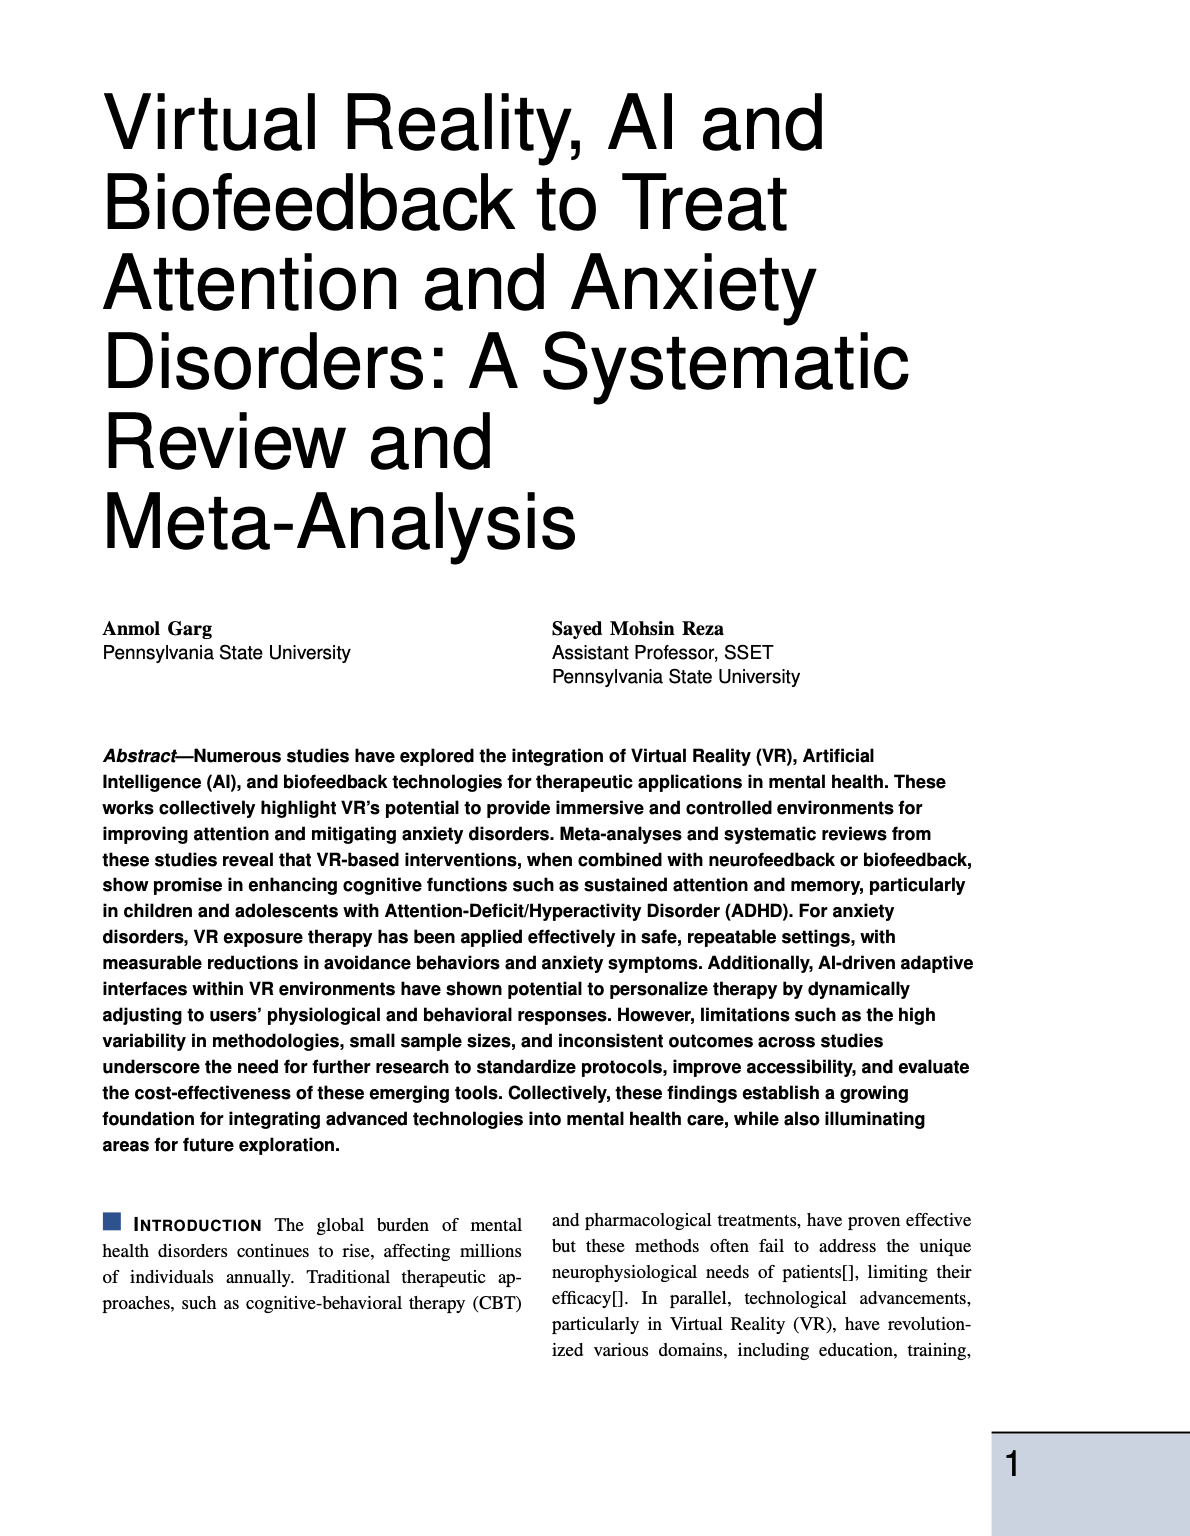 Virtual Reality, AI and
Biofeedback to Treat
Attention and Anxiety
Disorders: A Systematic
Review and
Meta-Analysis
Anmol Garg
Pennsylvania State University
Sayed Mohsin Reza
Assistant Professor, SSET
Pennsylvania State University
Abstract—Numerous studies have explored the integration of Virtual Reality (VR), Artificial
Intelligence (AI), and biofeedback technologies for therapeutic applications in mental health. These
works collectively highlight VR's potential to provide immersive and controlled environments for
improving attention and mitigating anxiety disorders. Meta-analyses and systematic reviews from
these studies reveal that VR-based interventions, when combined with neurofeedback or biofeedback,
show promise in enhancing cognitive functions such as sustained attention and memory, particularly
in children and adolescents with Attention-Deficit/Hyperactivity Disorder (ADHD). For anxiety
disorders, VR exposure therapy has been applied effectively in safe, repeatable settings, with
measurable reductions in avoidance behaviors and anxiety symptoms. Additionally, AI-driven adaptive
interfaces within VR environments have shown potential to personalize therapy by dynamically
adjusting to users' physiological and behavioral responses. However, limitations such as the high
variability in methodologies, small sample sizes, and inconsistent outcomes across studies
underscore the need for further research to standardize protocols, improve accessibility, and evaluate
the cost-effectiveness of these emerging tools. Collectively, these findings establish a growing
foundation for integrating advanced technologies into mental health care, while also illuminating
areas for future exploration.
INTRODUCTION The global burden of mental
health disorders continues to rise, affecting millions
of individuals annually. Traditional therapeutic ap-
proaches, such as cognitive-behavioral therapy (CBT)
and pharmacological treatments, have proven effective
but these methods often fail to address the unique
neurophysiological needs of patients[], limiting their
efficacy[]. In parallel, technological advancements,
particularly in Virtual Reality (VR), have revolution-
ized various domains, including education, training,
1